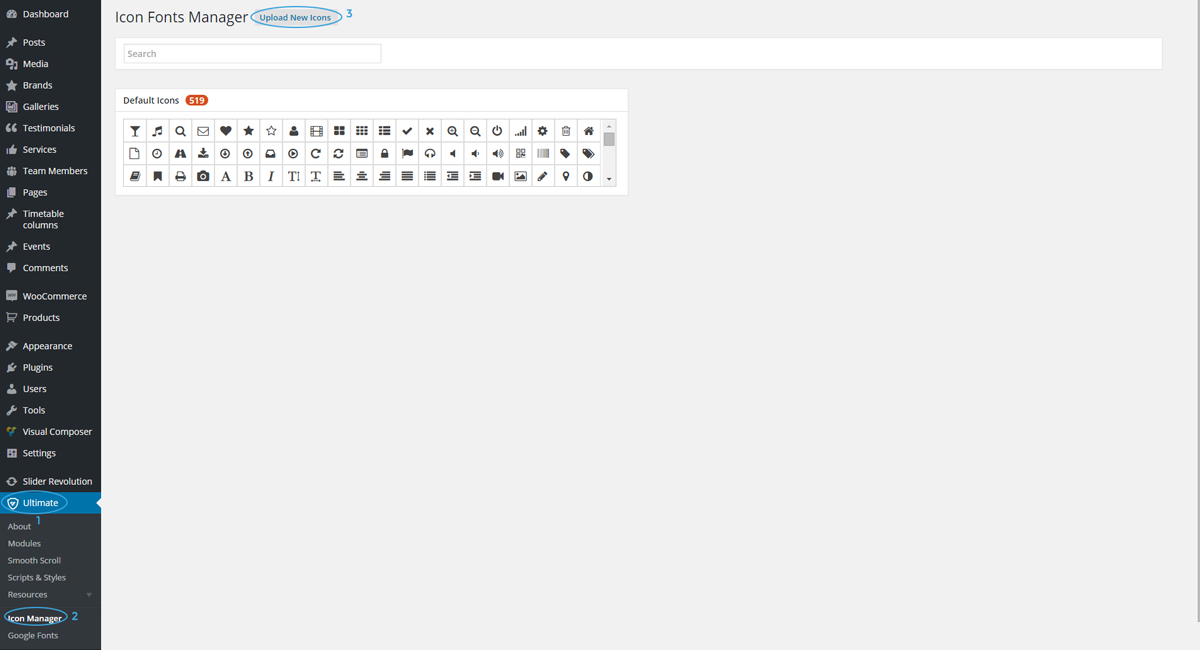 Dashboard
Posts
Media
Brands
Galleries
Testimonials
Services
Team Members
Pages
Timetable
columns
Events
Comments
WooCommerce
Products
Appearance
Plugins
Users
Tools
Visual Composer
Settings
Slider Revolution
Ultimate
1
About
Modules
Smooth Scroll
Scripts & Styles
Resources
Icon Manager 2
Google Fonts
Icon Fonts Manager Upload New Icons 3
Search
Default Icons 519